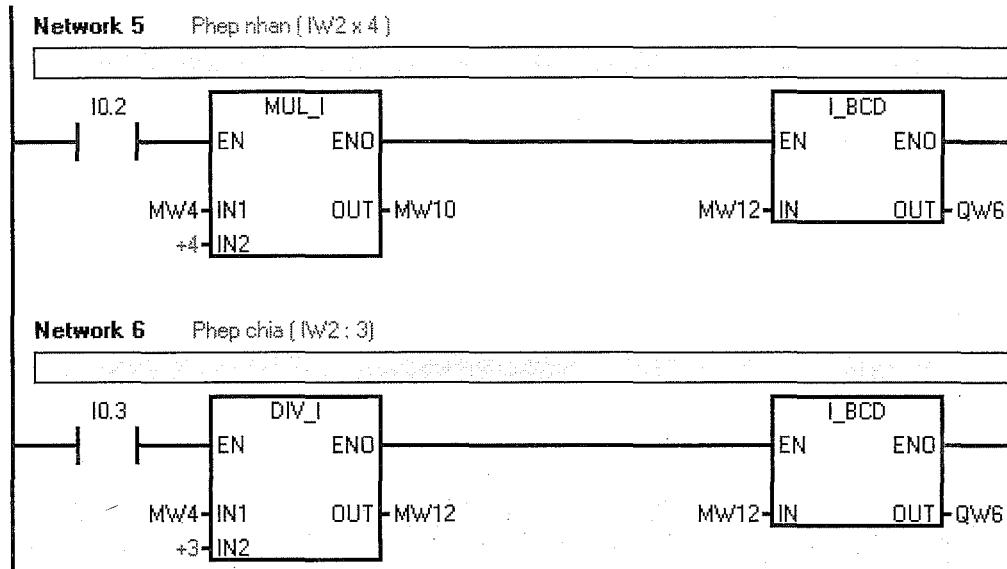 Network 5 Phep nhan ( IW2 x 4 )
I0.2 MUL_I I_BCD
EN ENO EN ENO
MW4 IN1 OUT MW10 MW12 IN OUT QW6
+4 IN2
Network 6 Phep chia ( IW2 : 3)
I0.3 DIV_I I_BCD
EN ENO EN ENO
MW4 IN1 OUT MW12 MW12 IN OUT QW6
+3 IN2